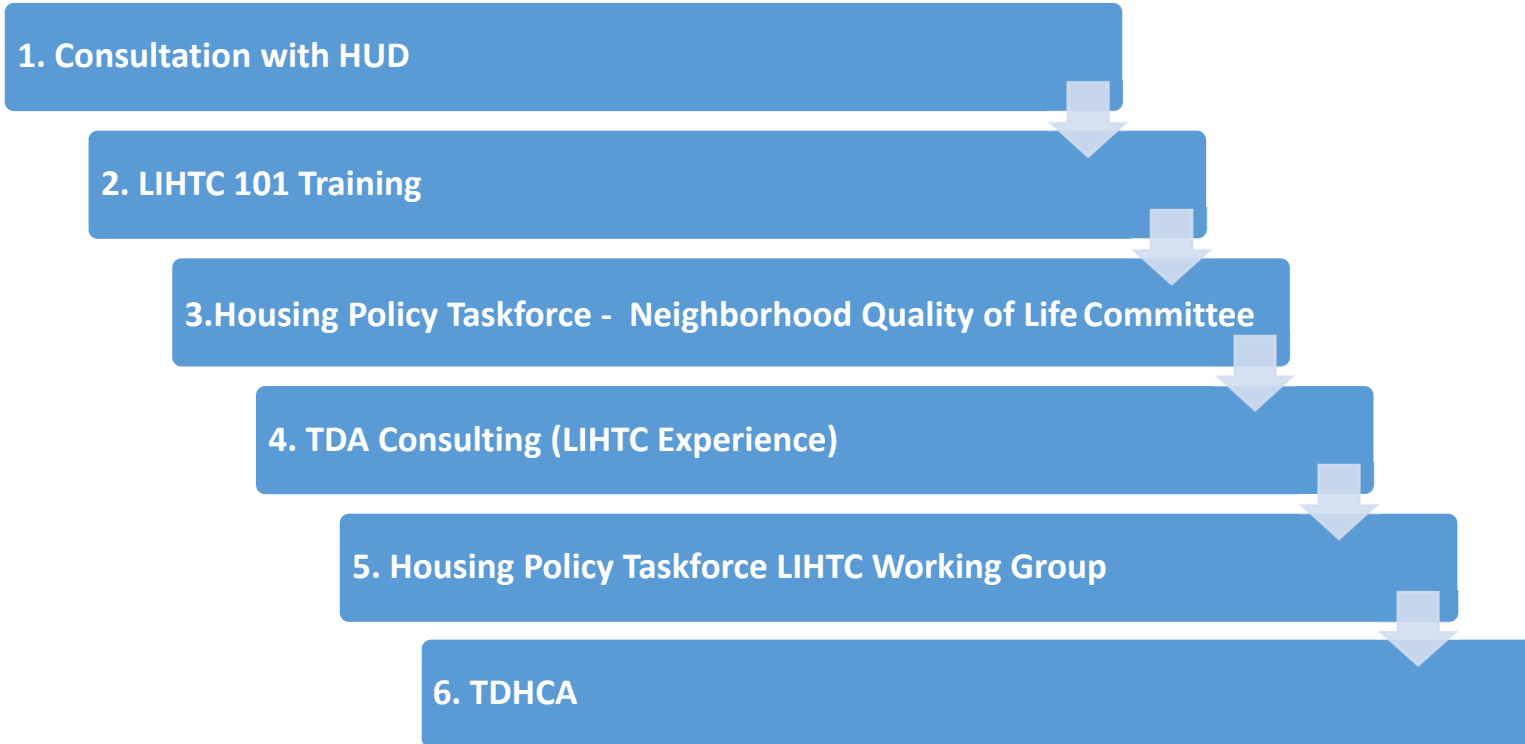 1. Consultation with HUD
2. LIHTC 101 Training
3.Housing Policy Taskforce - Neighborhood Quality of Life Committee
4. TDA Consulting (LIHTC Experience)
5. Housing Policy Taskforce LIHTC Working Group
6. TDHCA